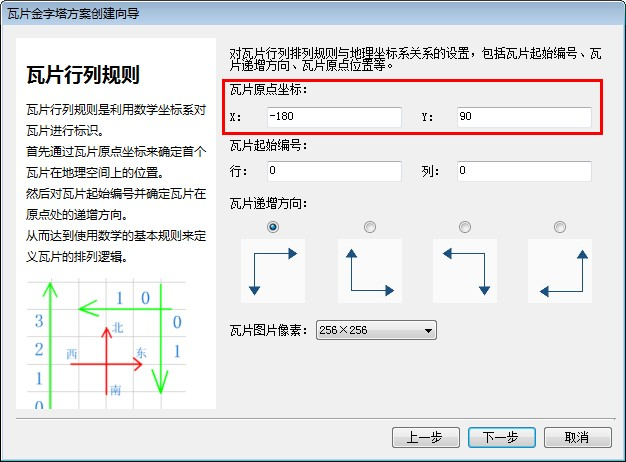 瓦片金字塔方案创建向导
瓦片行列规则
瓦片行列规则是利用数学坐标系对
瓦片进行标识。
首先通过瓦片原点坐标来确定首个
瓦片在地理空间上的位置。
然后对瓦片起始编号并确定瓦片在
原点处的递增方向。
从而达到使用数学的基本规则来定
义瓦片的排列逻辑。
1 0
3 北 0
2 西 东 1
1 南
0
对瓦片行列排列规则与地理坐标系关系的设置，包括瓦片起始编号、瓦
片递增方向、瓦片原点位置等。
瓦片原点坐标：
X： -180 Y： 90
瓦片起始编号：
行： 0 列： 0
瓦片递增方向：
瓦片图片像素： 256×256
上一步 下一步 取消